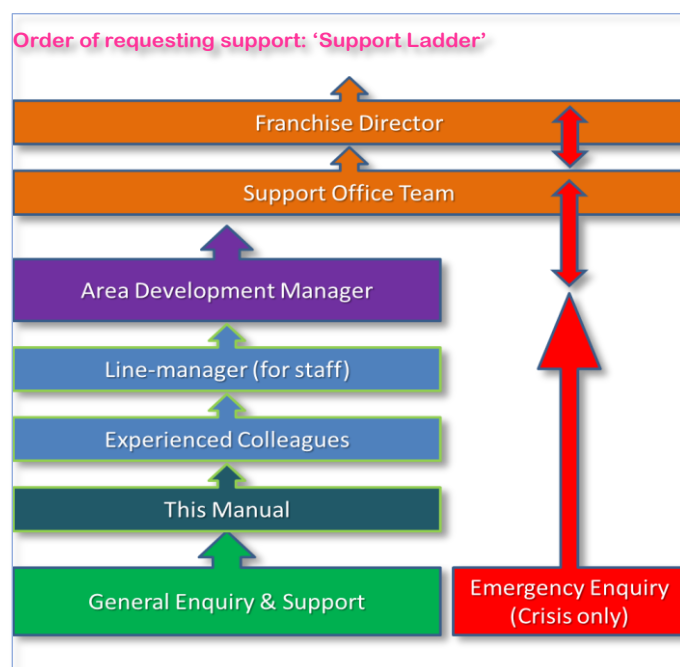 Order of requesting support: ‘Support Ladder’
Franchise Director
Support Office Team
Area Development Manager
Line-manager (for staff)
Experienced Colleagues
This Manual
General Enquiry & Support
Emergency Enquiry
(Crisis only)